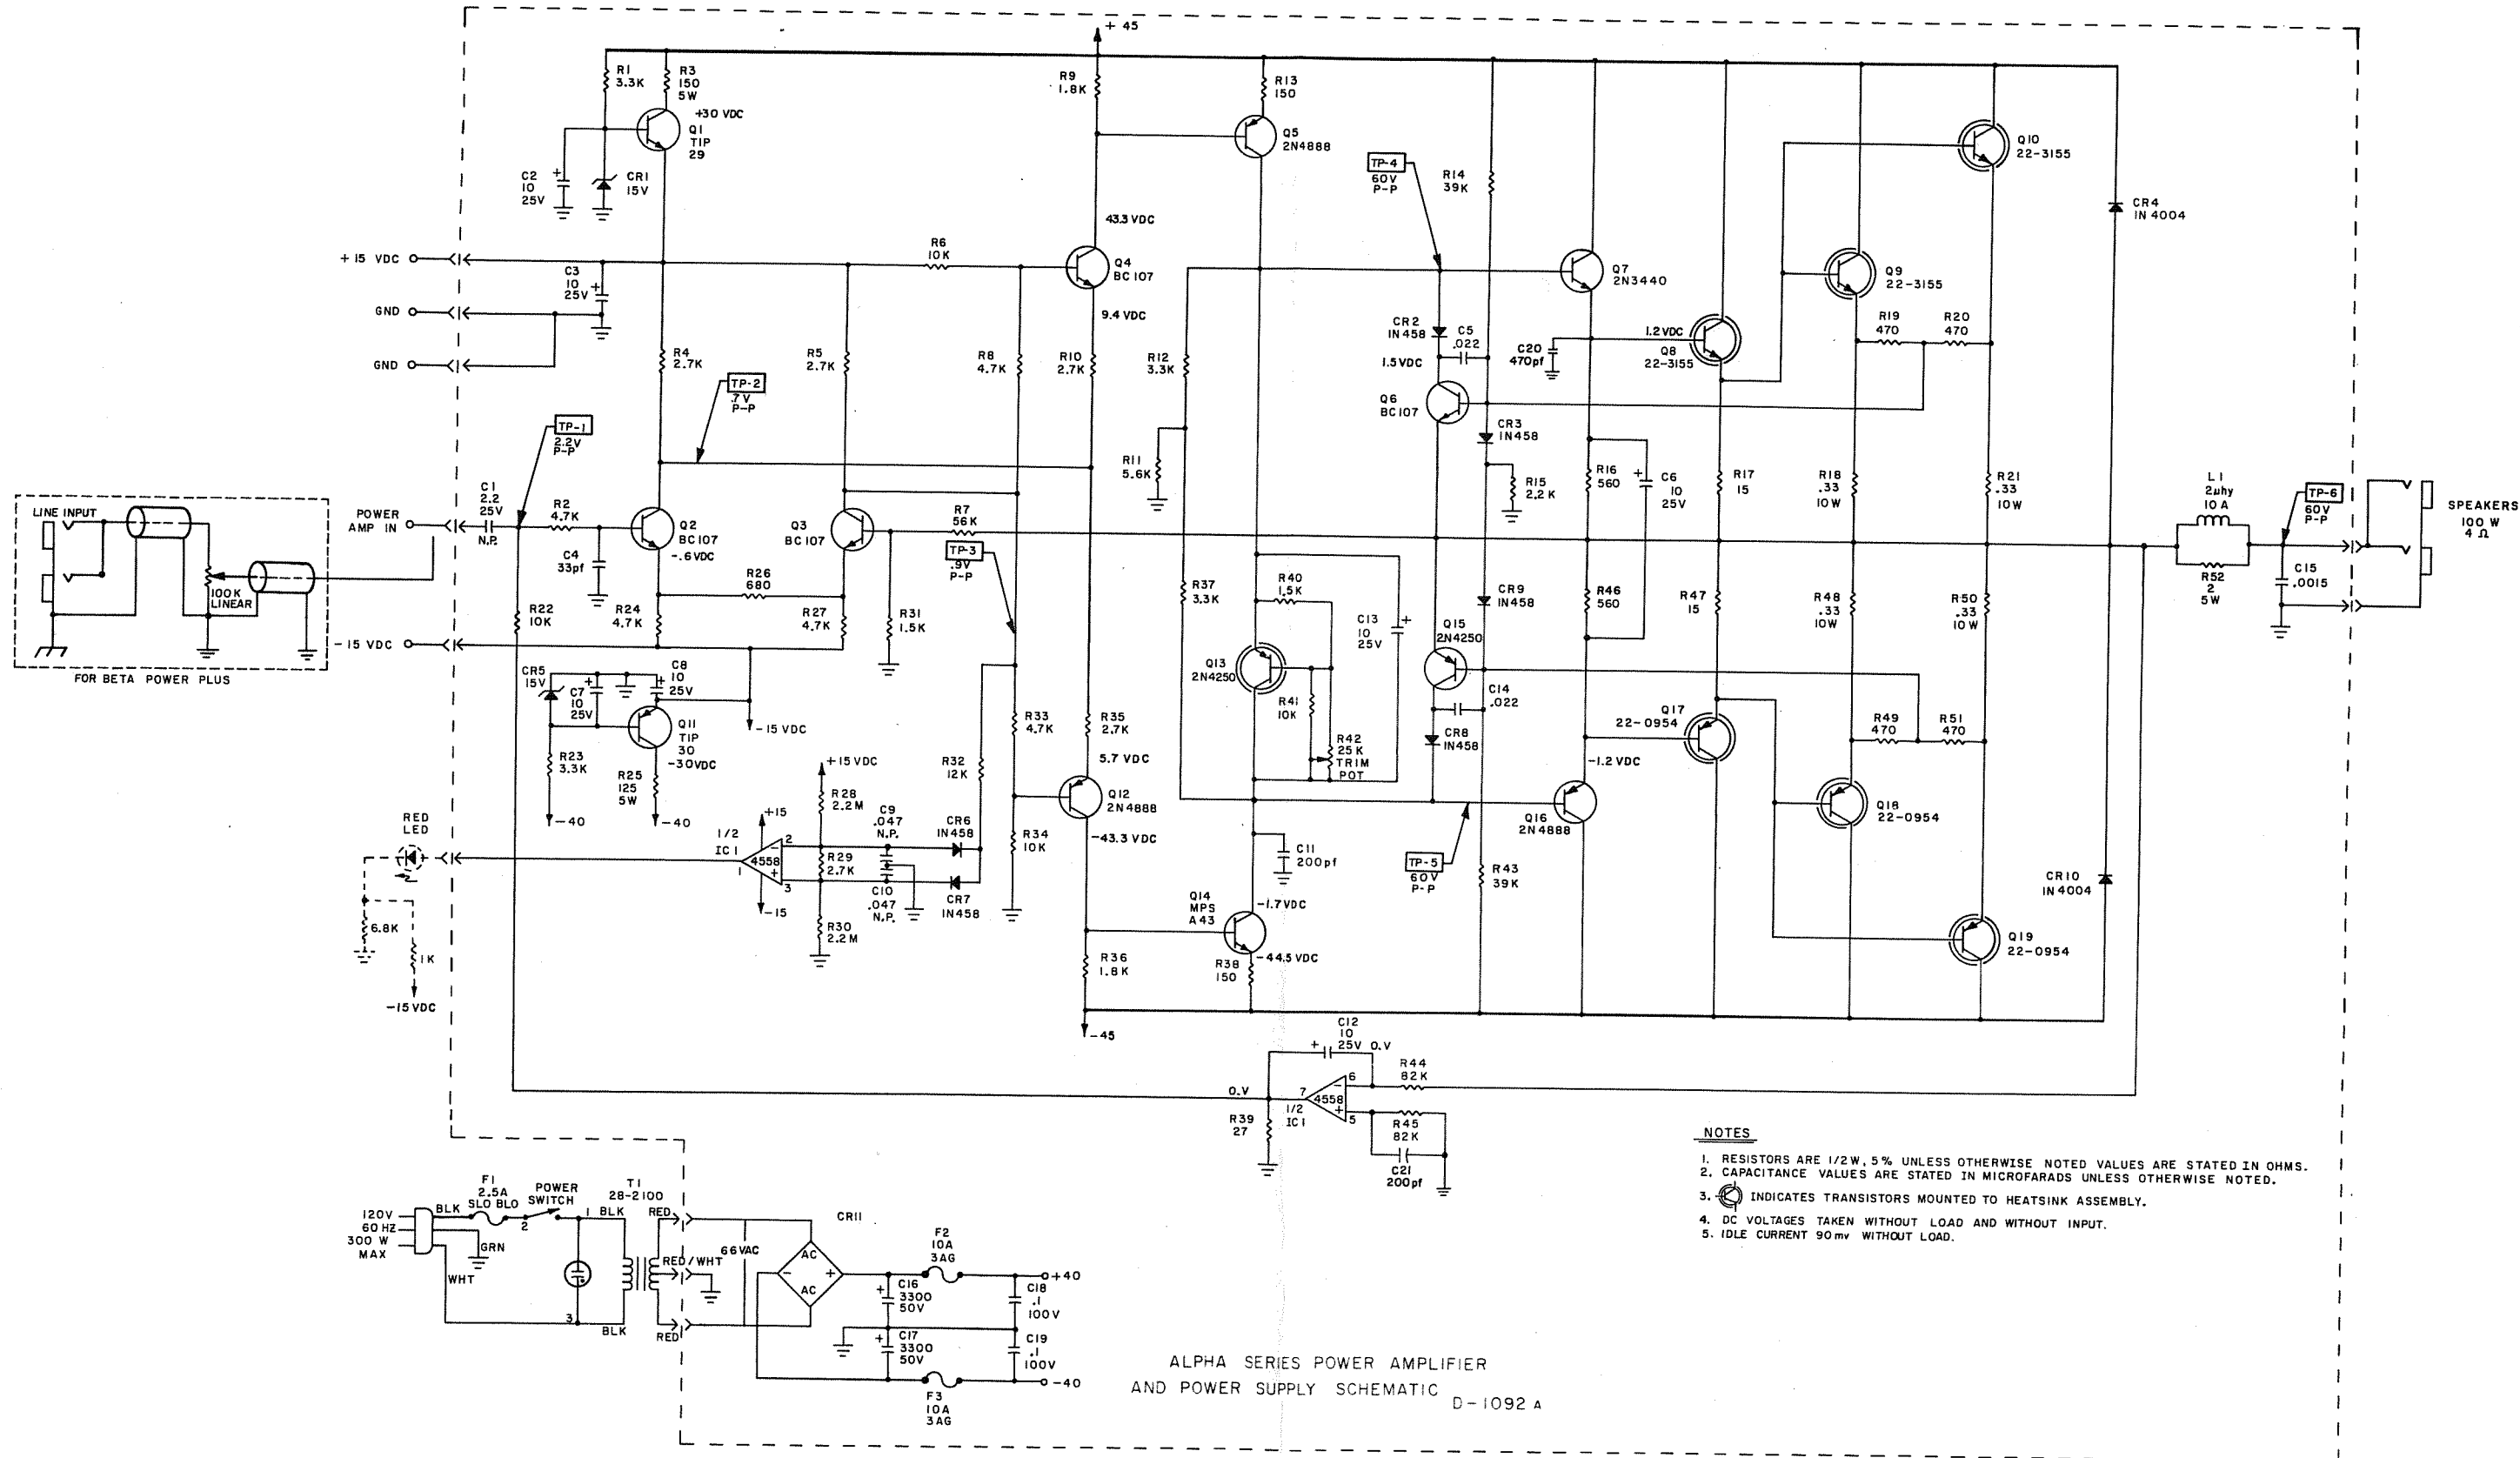 + 45
R1
3.3K
R3
150
5W
+30 VDC
Q1
TIP
29
C2
10
25V
+
CR1
15V
R9
1.8K
R13
150
Q5
2N4888
TP-4
60V
P-P
R14
39K
Q10
22-3155
CR4
IN 4004
43.3 VDC
+ 15 VDC
C3
10
25V
+
R6
10K
Q4
BC107
9.4 VDC
Q7
2N3440
Q9
22-3155
GND
GND
R4
2.7K
R5
2.7K
R8
4.7K
R10
2.7K
R12
3.3K
CR2
IN 458
C5
.022
1.5VDC
C20
470pf
1.2VDC
Q8
22-3155
R19
470
R20
470
TP-2
.7V
P-P
Q6
BC107
TP-1
2.2V
P-P
CR3
IN458
R11
5.6K
R15
2.2K
R16
560
+
C6
10
25V
R17
15
R18
.33
10W
R21
.33
10W
L1
2μhy
10A
TP-6
60V
P-P
SPEAKERS
100 W
4 Ω
LINE INPUT
100K
LINEAR
POWER
AMP IN
C1
2.2
25V
N.P.
R2
4.7K
C4
33pf
Q2
BC107
-.6VDC
Q3
BC107
R7
56K
TP-3
.9V
P-P
R52
2
5W
C15
.0015
R26
680
R22
10K
R24
4.7K
R27
4.7K
R31
1.5K
R37
3.3K
R40
1.5K
C13
10
25V
+
CR9
IN458
R46
560
R47
15
R48
.33
10W
R50
.33
10W
- 15 VDC
FOR BETA POWER PLUS
CR5
15V
C7
10
25V
+
C8
10
25V
+
Q11
TIP
30
-30VDC
-15 VDC
Q13
2N4250
R41
10K
R42
25K
TRIM
POT
Q15
2N4250
C14
.022
CR8
IN458
Q17
22-0954
R49
470
R51
470
R23
3.3K
R25
125
5W
-40
-40
R33
4.7K
R35
2.7K
5.7 VDC
R32
12K
Q12
2N4888
-43.3 VDC
-1.2 VDC
Q16
2N4888
Q18
22-0954
RED
LED
+15VDC
R28
2.2M
+15
1/2
IC1
4558
2
-
+
3
1
-15
R29
2.7K
C9
.047
N.P.
C10
.047
N.P.
CR6
IN458
CR7
IN458
R34
10K
R30
2.2M
C11
200pf
TP-5
60V
P-P
R43
39K
CR10
IN 4004
6.8K
1K
-15VDC
Q14
MPS
A43
-1.7VDC
-44.5 VDC
R36
1.8K
R38
150
Q19
22-0954
-45
C12
10
25V
+
0.V
0.V
7
6
-
4558
+
5
1/2
IC1
R44
82K
R39
27
R45
82K
C21
200pf
NOTES
1. RESISTORS ARE 1/2W, 5% UNLESS OTHERWISE NOTED VALUES ARE STATED IN OHMS.
2. CAPACITANCE VALUES ARE STATED IN MICROFARADS UNLESS OTHERWISE NOTED.
3. INDICATES TRANSISTORS MOUNTED TO HEATSINK ASSEMBLY.
4. DC VOLTAGES TAKEN WITHOUT LOAD AND WITHOUT INPUT.
5. IDLE CURRENT 90mv WITHOUT LOAD.
120V
60 HZ
300 W
MAX
BLK
F1
2.5A
SLO BLO
POWER
SWITCH
2
1
BLK
GRN
WHT
3
BLK
T1
28-2100
RED
RED/WHT
RED
66VAC
CR11
AC
-
+
AC
C16
3300
50V
+
C17
3300
50V
+
F2
10A
3AG
F3
10A
3AG
C18
.1
100V
C19
.1
100V
+40
-40
ALPHA SERIES POWER AMPLIFIER
AND POWER SUPPLY SCHEMATIC
D-1092 A